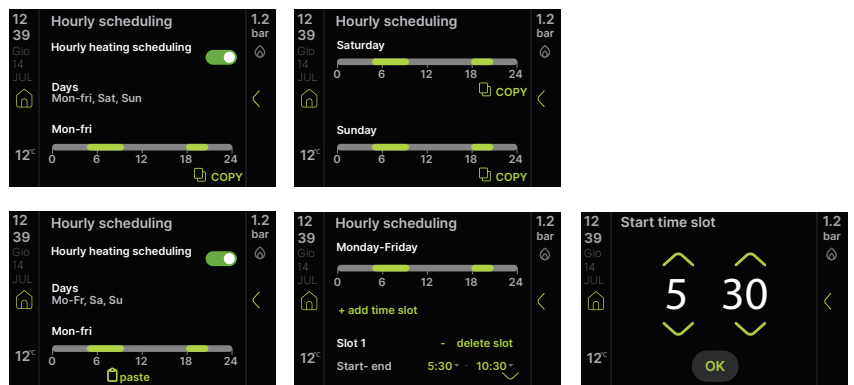 12
39
Gio
14
JUL
12°C
Hourly scheduling
Hourly heating scheduling
Days
Mon-fri, Sat, Sun
Mon-fri
0 6 12 18 24
COPY
1.2
bar
12
39
Gio
14
JUL
12°C
Hourly scheduling
Saturday
0 6 12 18 24
COPY
Sunday
0 6 12 18 24
COPY
1.2
bar
12
39
Gio
14
JUL
12°C
Hourly scheduling
Hourly heating scheduling
Days
Mo-Fr, Sa, Su
Mon-fri
0 6 12 18 24
paste
1.2
bar
12
39
Gio
14
JUL
12°C
Hourly scheduling
Monday-Friday
0 6 12 18 24
+ add time slot
Slot 1 - delete slot
Start- end 5:30 - 10:30
1.2
bar
12
39
Gio
14
JUL
12°C
Start time slot
5 30
OK
1.2
bar